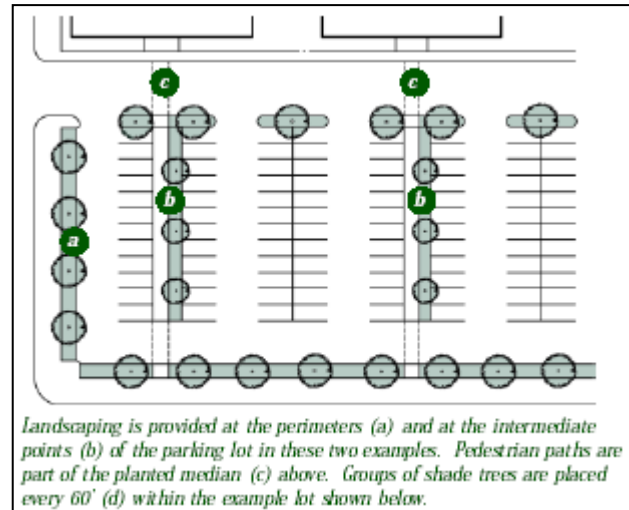 c c
b b
a
Landscaping is provided at the perimeters (a) and at the intermediate
points (b) of the parking lot in these two examples. Pedestrian paths are
part of the planted median (c) above. Groups of shade trees are placed
every 60' (d) within the example lot shown below.